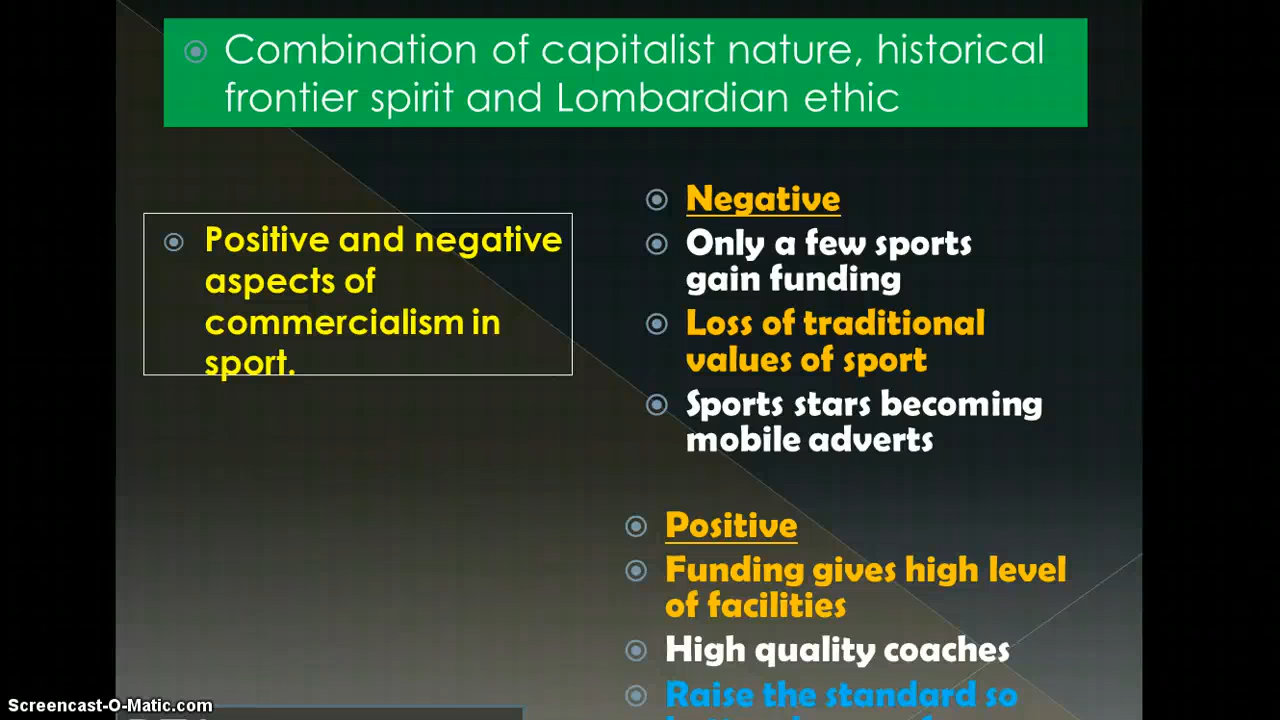 Combination of capitalist nature, historical
frontier spirit and Lombardian ethic
Positive and negative
aspects of
commercialism in
sport.
Negative
Only a few sports
gain funding
Loss of traditional
values of sport
Sports stars becoming
mobile adverts
Positive
Funding gives high level
of facilities
High quality coaches
Raise the standard so
Screencast-O-Matic.com